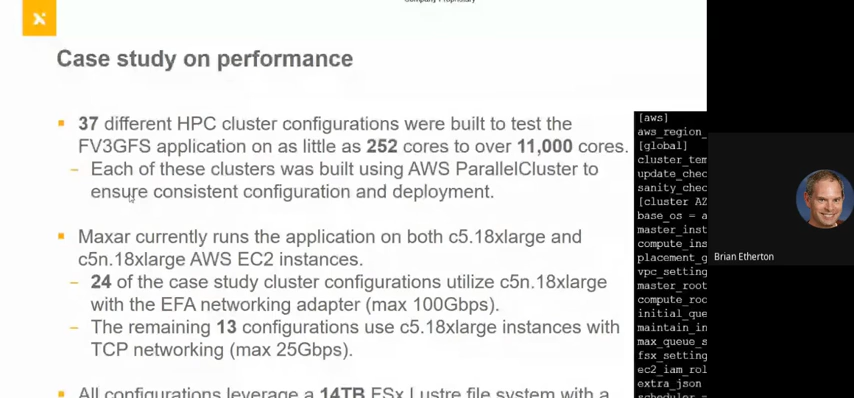 Company Proprietary
Case study on performance
▪ 37 different HPC cluster configurations were built to test the
FV3GFS application on as little as 252 cores to over 11,000 cores.
– Each of these clusters was built using AWS ParallelCluster to
ensure consistent configuration and deployment.
▪ Maxar currently runs the application on both c5.18xlarge and
c5n.18xlarge AWS EC2 instances.
– 24 of the case study cluster configurations utilize c5n.18xlarge
with the EFA networking adapter (max 100Gbps).
– The remaining 13 configurations use c5.18xlarge instances with
TCP networking (max 25Gbps).
▪ All configurations leverage a 14TB FSx Lustre file system with a
[aws]
aws_region_
[global]
cluster_tem
update_chec
sanity_chec
[cluster AZ
base_os = a
master_inst
compute_ins
placement_g
vpc_setting
master_root
compute_roo
initial_que
maintain_in
max_queue_s
fsx_setting
ec2_iam_rol
extra_json
scheduler =
Brian Etherton